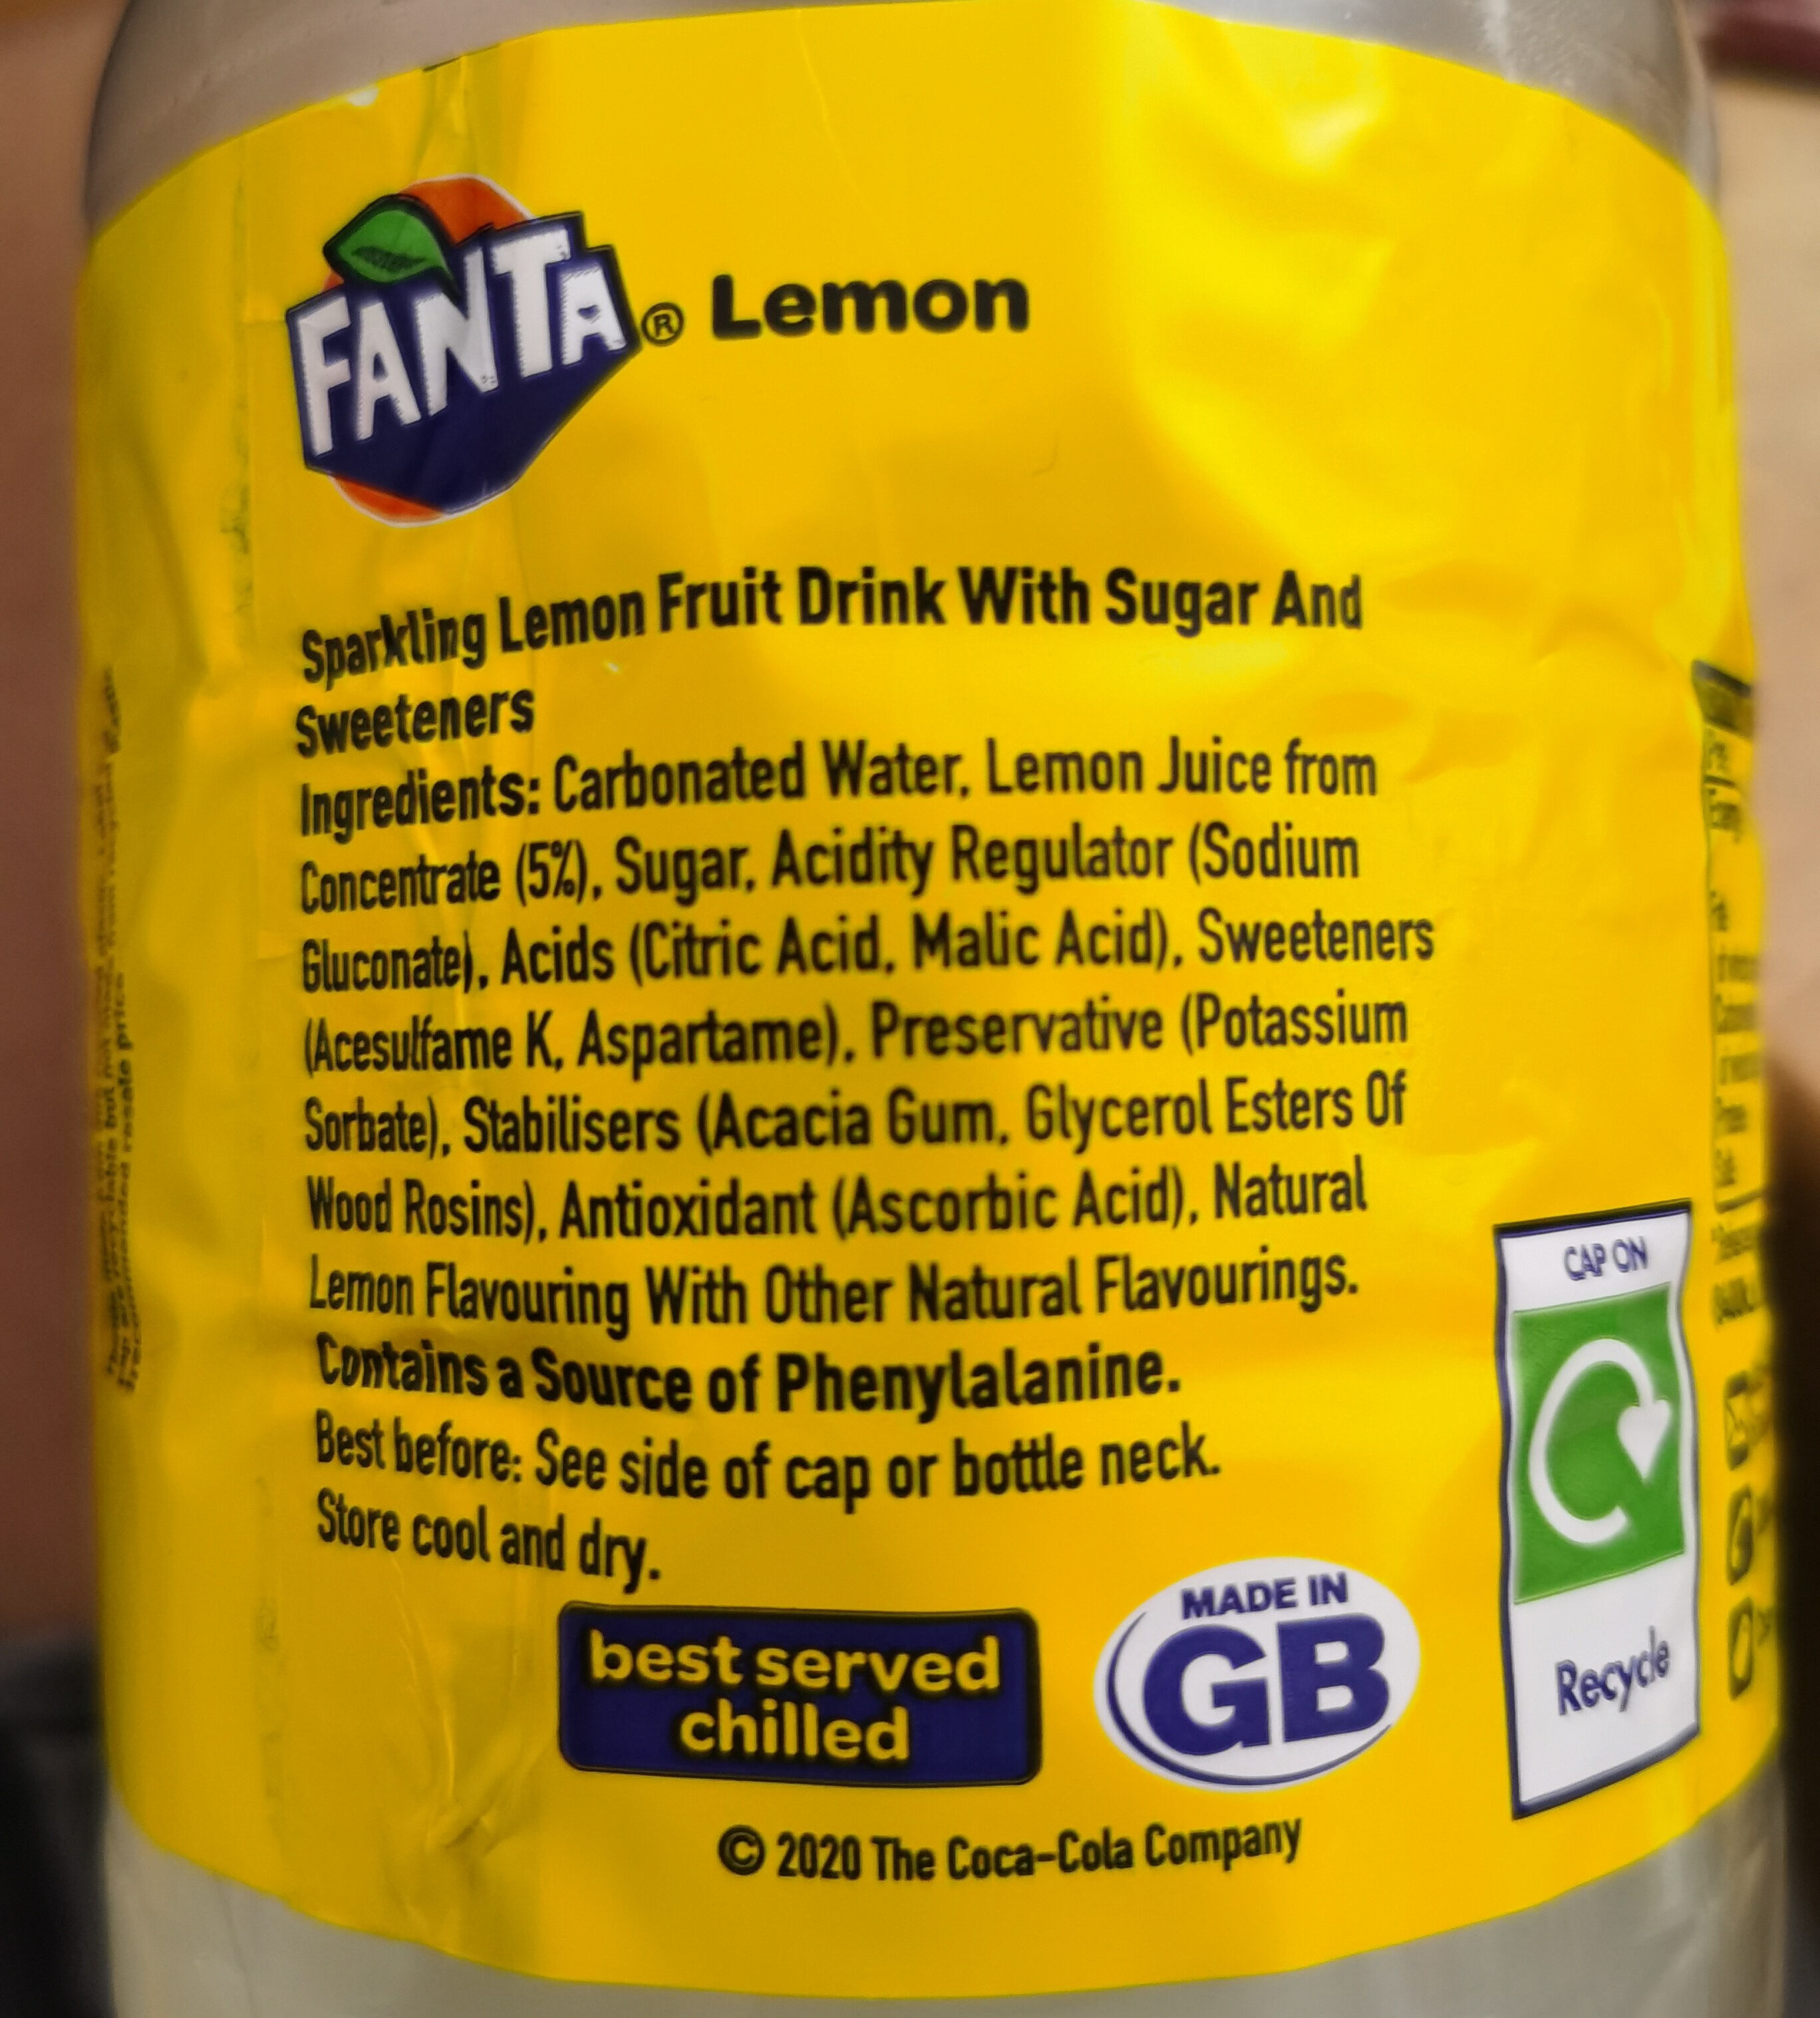 FANTA® Lemon
Sparkling Lemon Fruit Drink With Sugar And
Sweeteners
Ingredients: Carbonated Water, Lemon Juice from
Concentrate (5%), Sugar, Acidity Regulator (Sodium
Gluconate), Acids (Citric Acid, Malic Acid), Sweeteners
(Acesulfame K, Aspartame), Preservative (Potassium
Sorbate), Stabilisers (Acacia Gum, Glycerol Esters Of
Wood Rosins), Antioxidant (Ascorbic Acid), Natural
Lemon Flavouring With Other Natural Flavourings.
Contains a Source of Phenylalanine.
Best before: See side of cap or bottle neck.
Store cool and dry.
best served
chilled
MADE IN
GB
CAP ON
Recycle
© 2020 The Coca-Cola Company